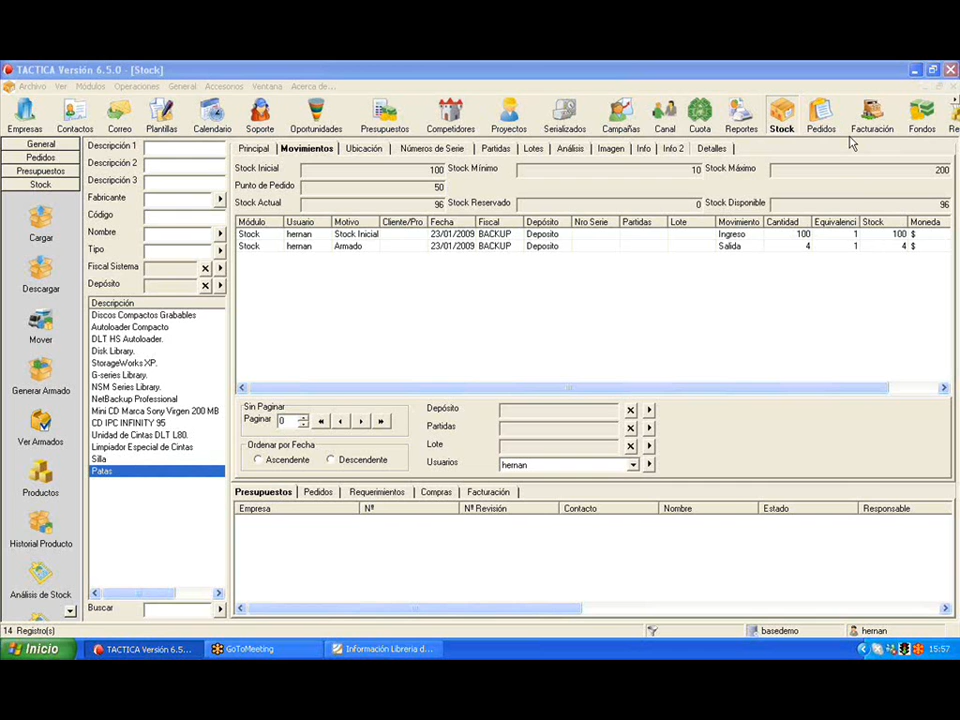 TACTICA Versión 6.5.0 - [Stock]
Archivo Ver Módulos Operaciones General Accesorios Ventana Acerca de...
Empresas Contactos Correo Plantillas Calendario Soporte Oportunidades Presupuestos Competidores Proyectos Serializados Campañas Canal Cuota Reportes Stock Pedidos Facturación Fondos Re
General
Pedidos
Presupuestos
Stock
Cargar
Descargar
Mover
Generar Armado
Ver Armados
Productos
Historial Producto
Análisis de Stock
Descripción 1
Descripción 2
Descripción 3
Fabricante
Código
Nombre
Tipo
Fiscal Sistema
Depósito
Descripción
Discos Compactos Grabables
Autoloader Compacto
DLT HS Autoloader.
Disk Library.
StorageWorks XP.
G-series Library.
NSM Series Library.
NetBackup Professional
Mini CD Marca Sony Virgen 200 MB
CD IPC INFINITY 95
Unidad de Cintas DLT L80.
Limpiador Especial de Cintas
Silla
Patas
Buscar
Principal Movimientos Ubicación Números de Serie Partidas Lotes Análisis Imagen Info Info 2 Detalles
Stock Inicial 100 Stock Mínimo 10 Stock Máximo 200
Punto de Pedido 50
Stock Actual 96 Stock Reservado 0 Stock Disponible 96
Módulo Usuario Motivo Cliente/Pro Fecha Fiscal Depósito Nro Serie Partidas Lote Movimiento Cantidad Equivalenci Stock Moneda
Stock hernan Stock Inicial 23/01/2009 BACKUP Deposito Ingreso 100 1 100 $
Stock hernan Armado 23/01/2009 BACKUP Deposito Salida 4 1 4 $
Sin Paginar
Paginar 0
Ordenar por Fecha
Ascendente Descendente
Depósito
Partidas
Lote
Usuarios hernan
Presupuestos Pedidos Requerimientos Compras Facturación
Empresa Nº Nº Revisión Contacto Nombre Estado Responsable
14 Registro(s) basedemo hernan
Inicio TACTICA Versión 6.5... GoToMeeting Información Libreria d... 15:57